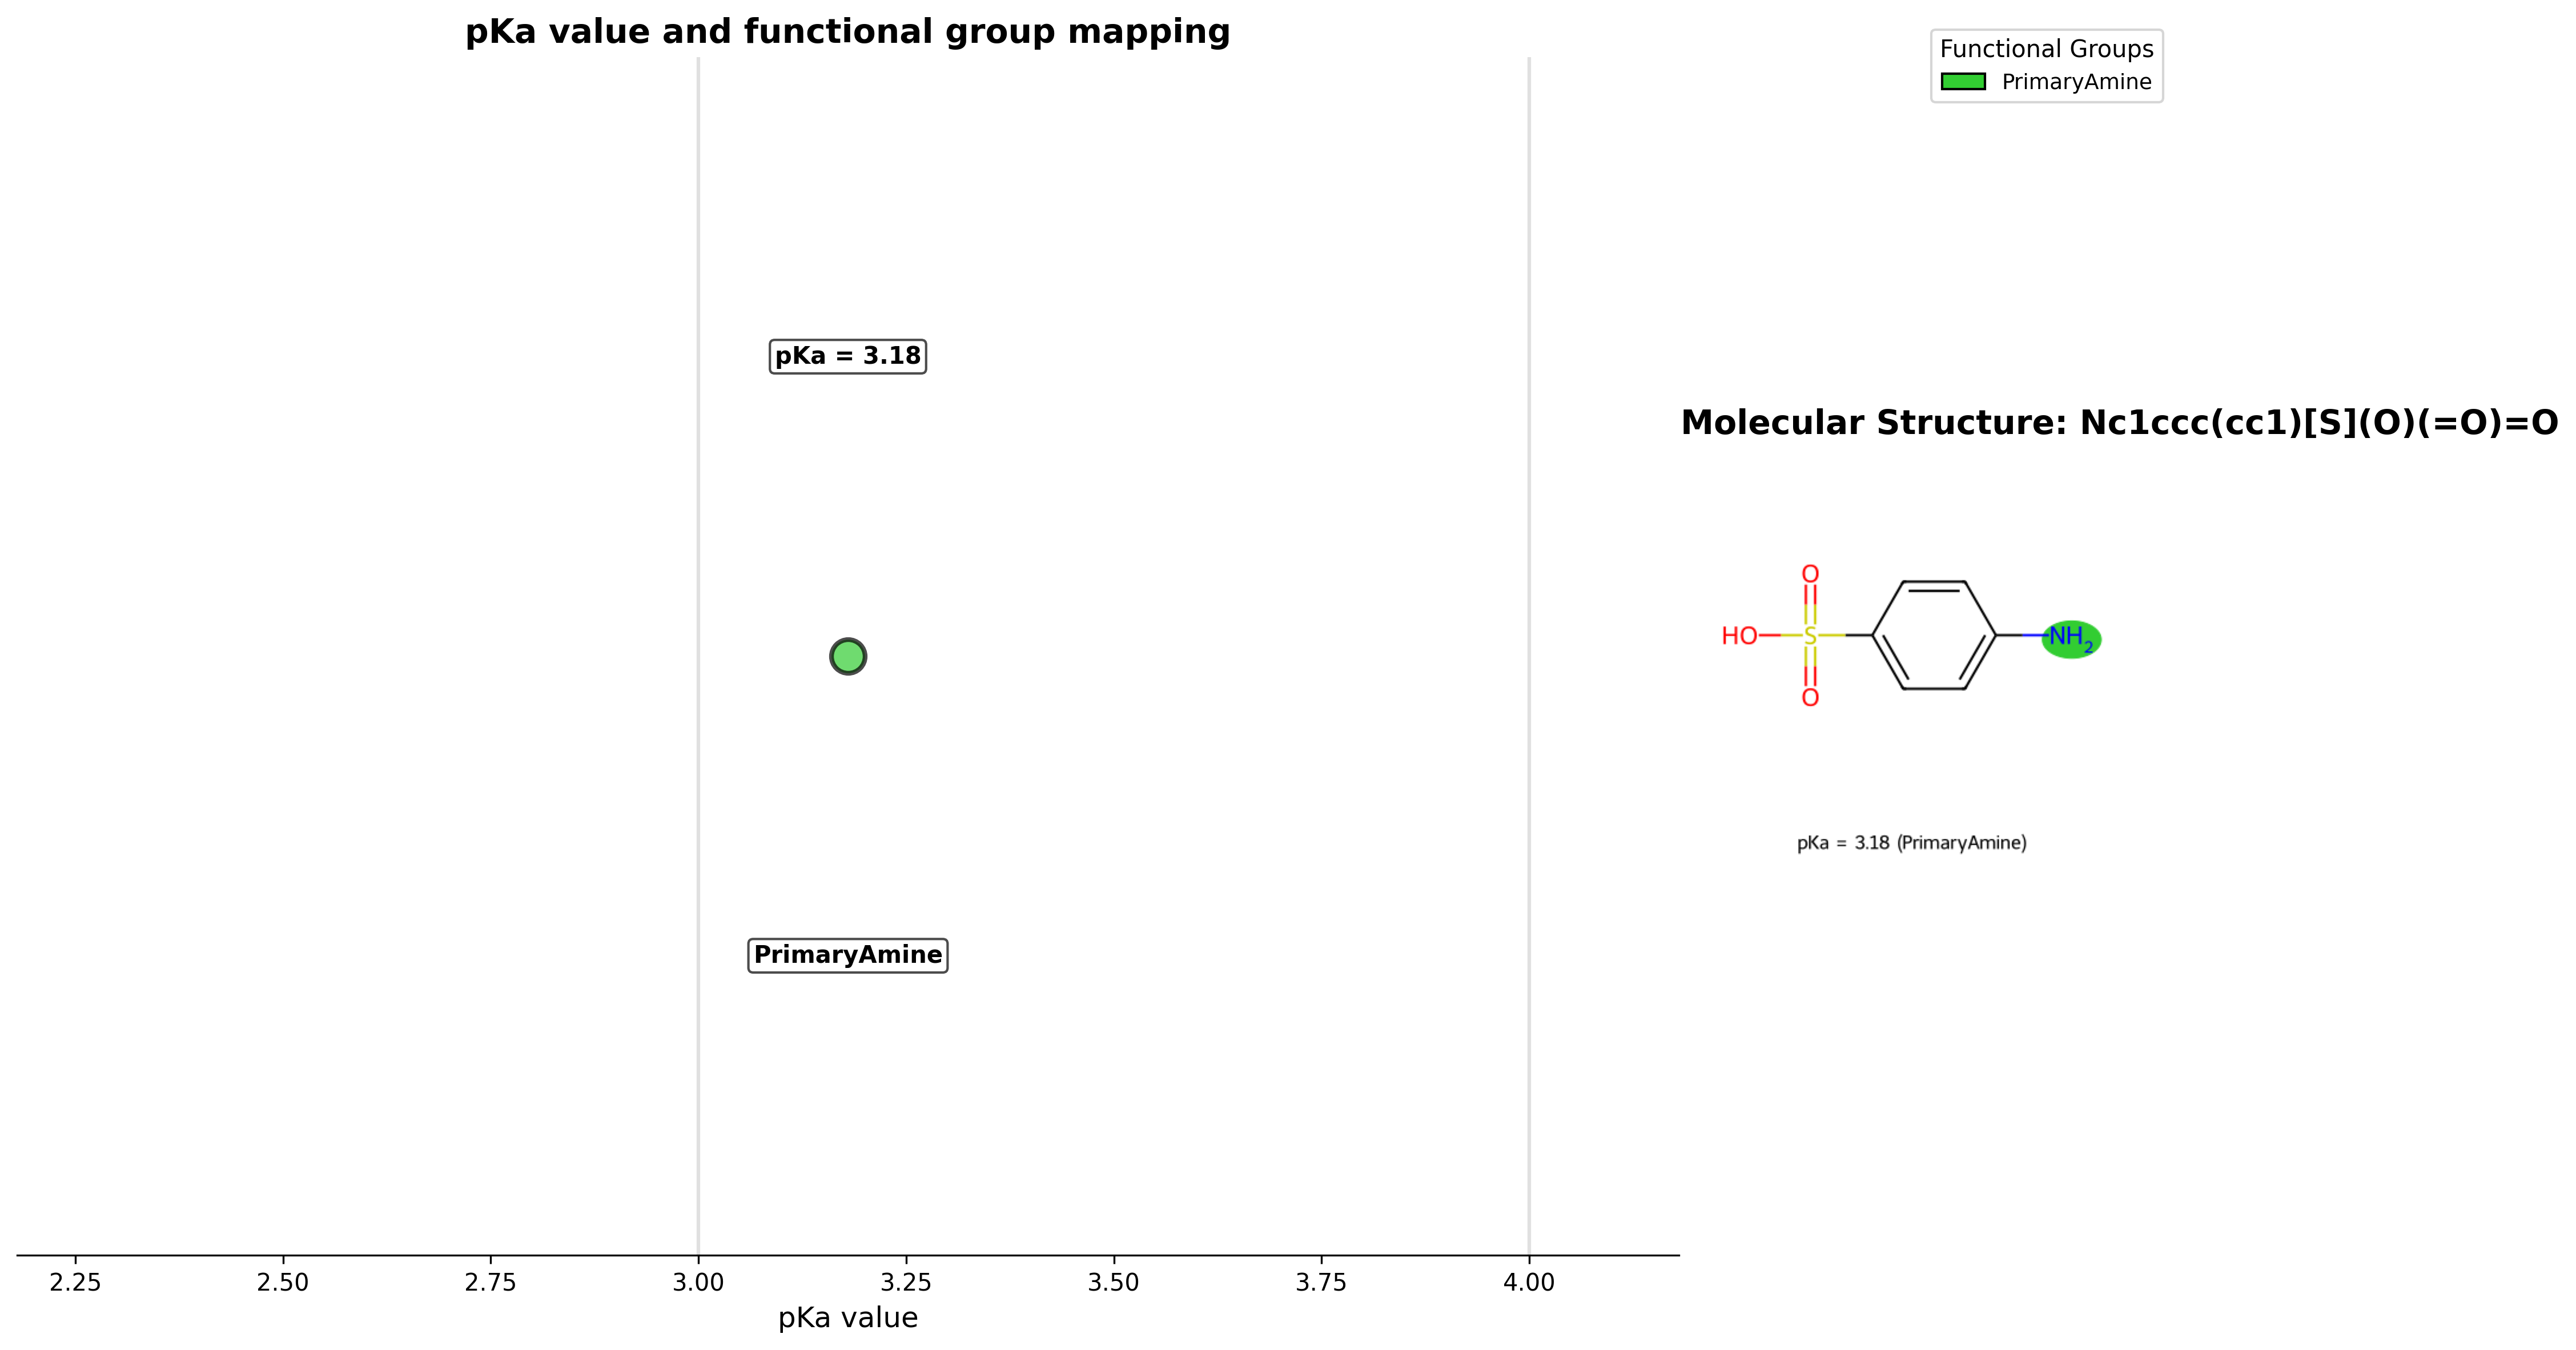 pKa value and functional group mapping
Functional Groups
PrimaryAmine
pKa = 3.18
Molecular Structure: Nc1ccc(cc1)[S](O)(=O)=O
O
HO S NH2
O
pKa = 3.18 (PrimaryAmine)
PrimaryAmine
2.25 2.50 2.75 3.00 3.25 3.50 3.75 4.00
pKa value